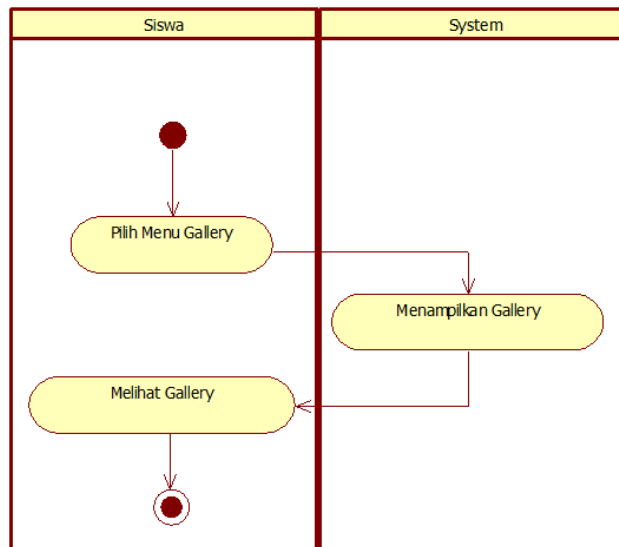 Siswa
System
Pilih Menu Gallery
Menampilkan Gallery
Melihat Gallery